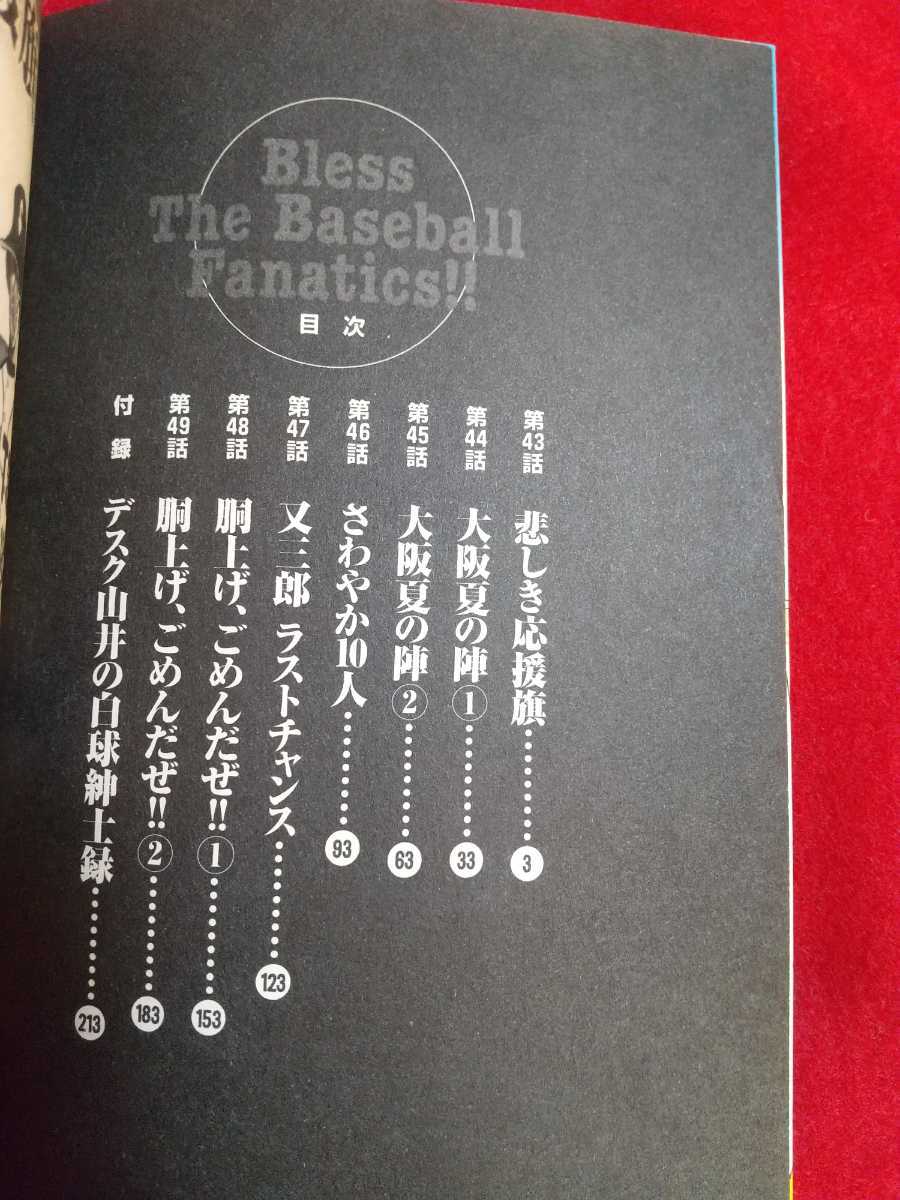 Bless
The Baseball
Fanatics!!
目次
第43話 悲しき応援旗 3
第44話 大阪夏の陣① 33
第45話 大阪夏の陣② 63
第46話 さわやか10人 93
第47話 又三郎 ラストチャンス 123
第48話 胴上げ、ごめんだぜ!!① 153
第49話 胴上げ、ごめんだぜ!!② 183
付録 デスク山井の白球紳士録 213